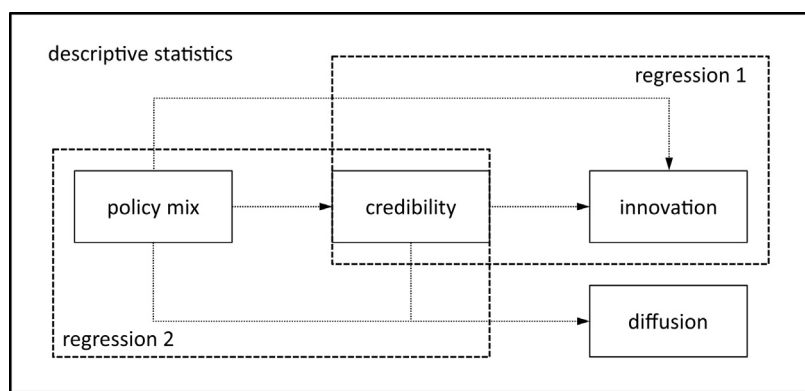 descriptive statistics
regression 1
policy mix
credibility
innovation
diffusion
regression 2